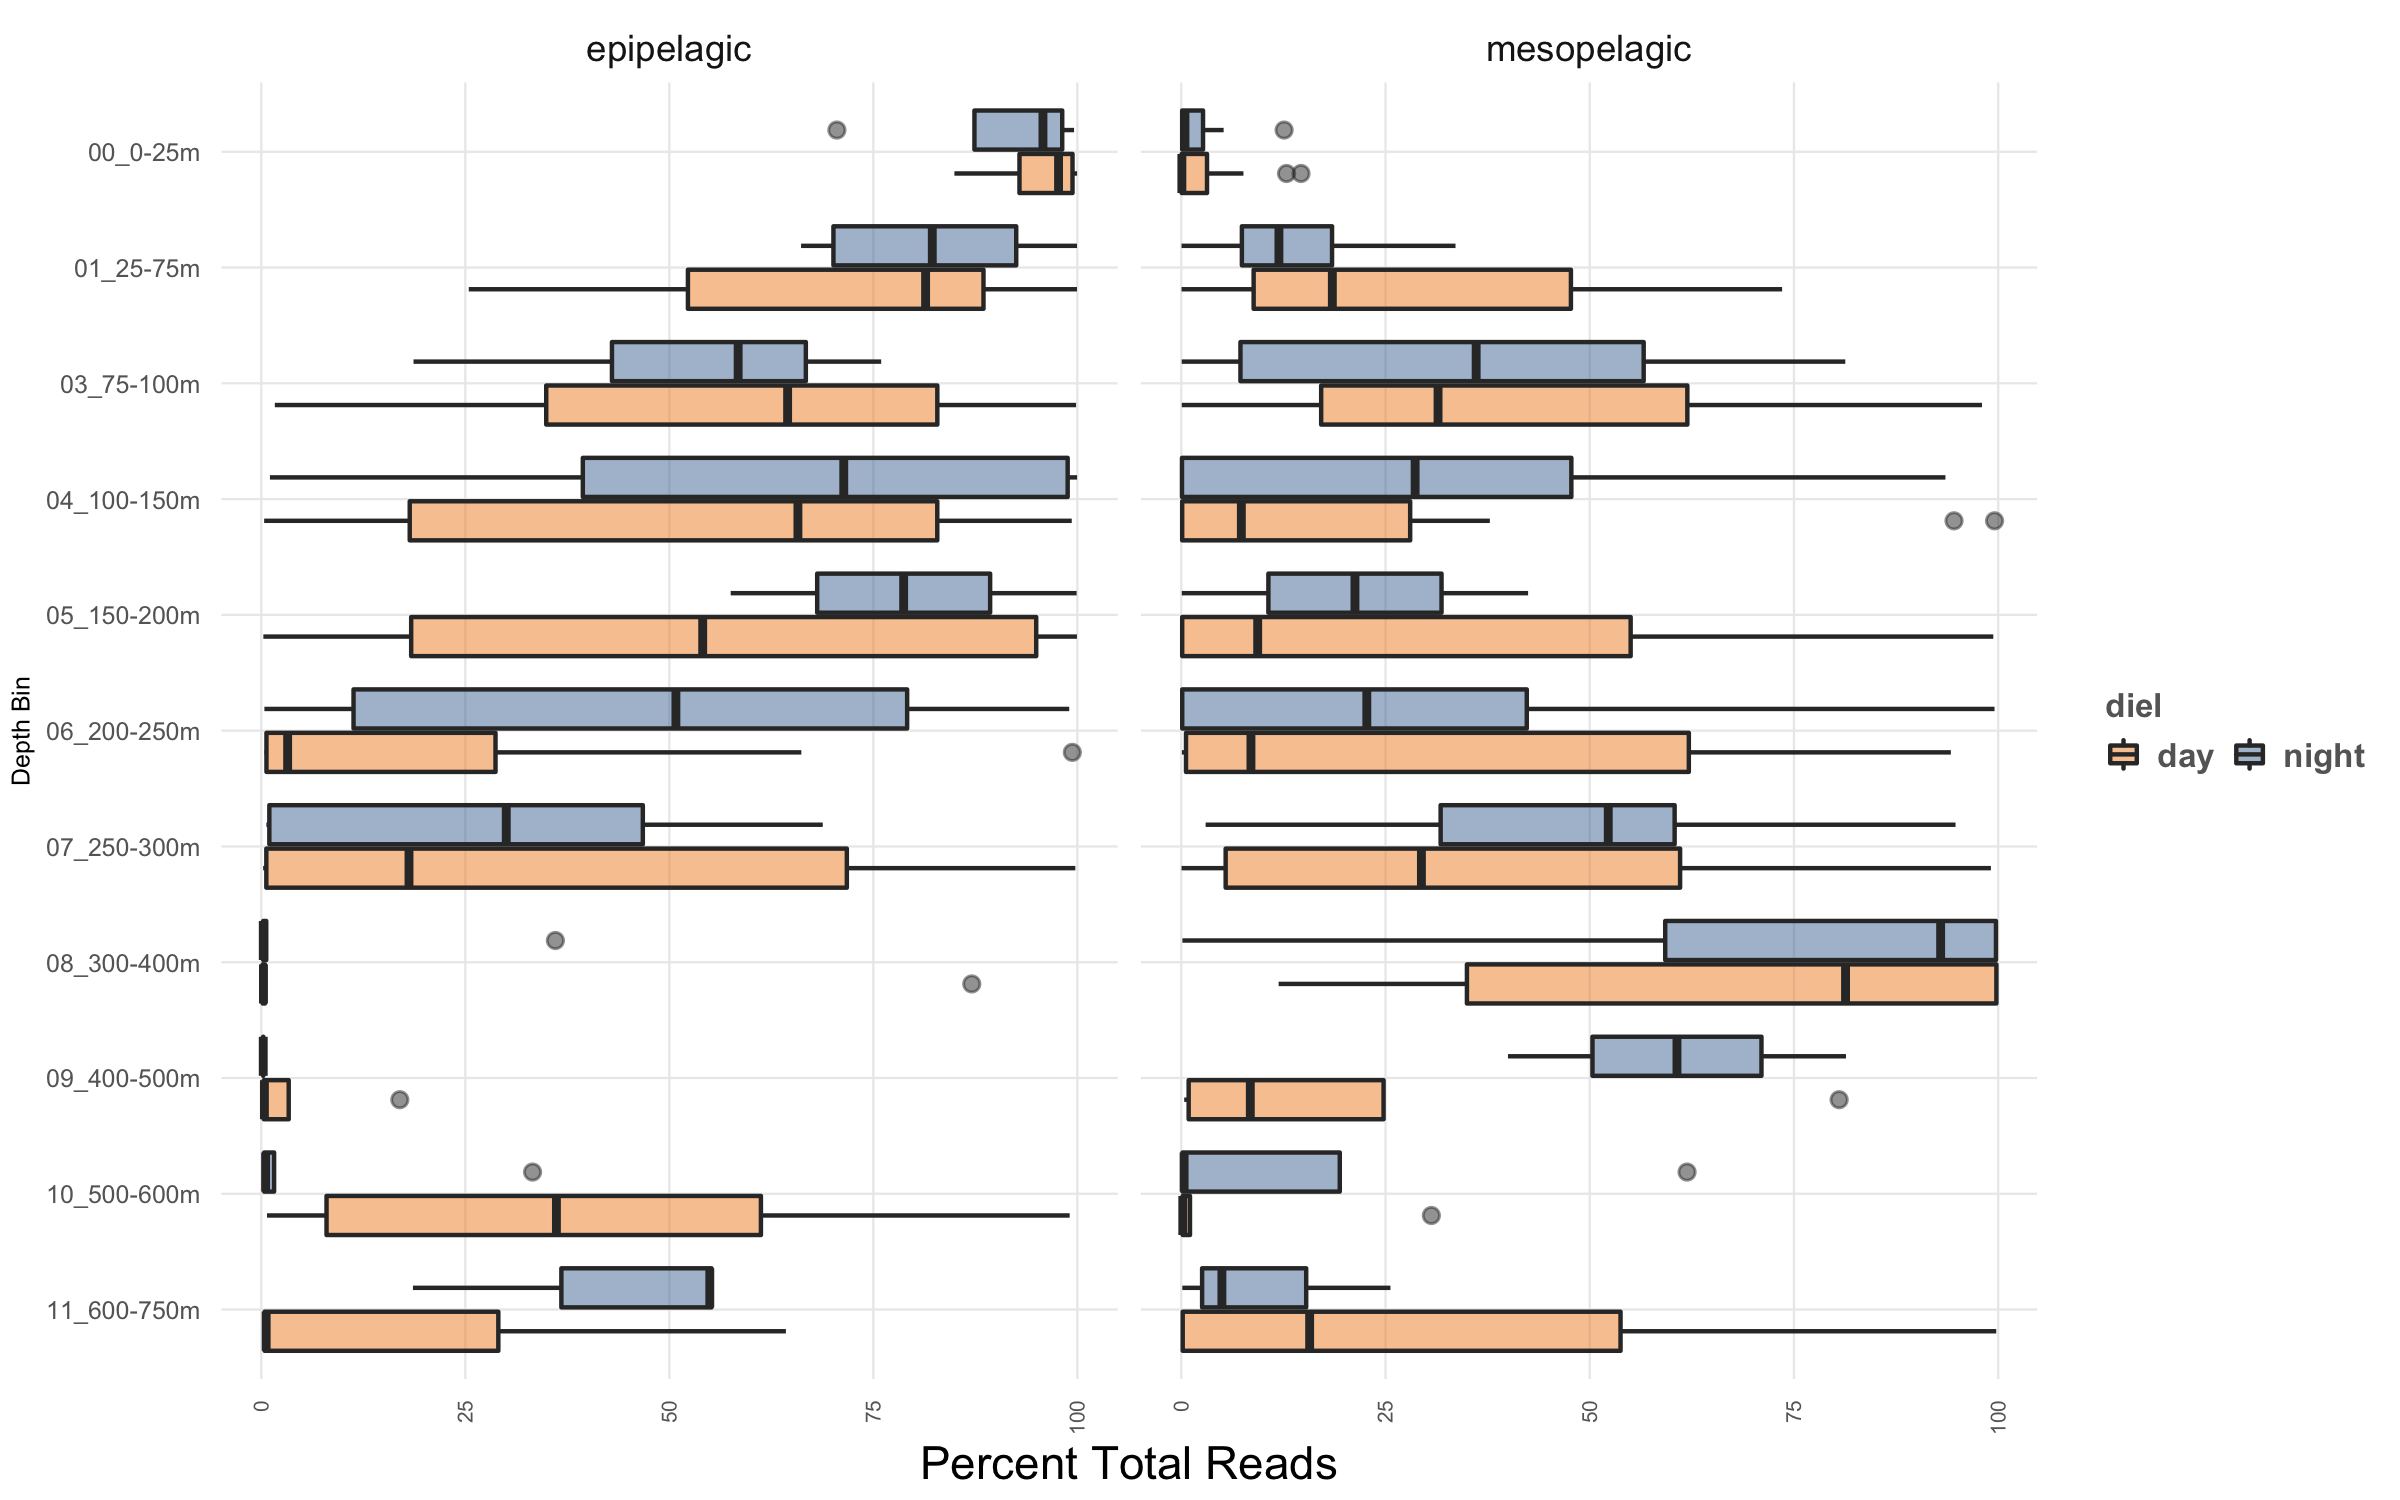 epipelagic mesopelagic
00_0-25m
01_25-75m
03_75-100m
04_100-150m
05_150-200m
06_200-250m
07_250-300m
08_300-400m
09_400-500m
10_500-600m
11_600-750m
Depth Bin
0 25 50 75 100 0 25 50 75 100
Percent Total Reads
diel
day night